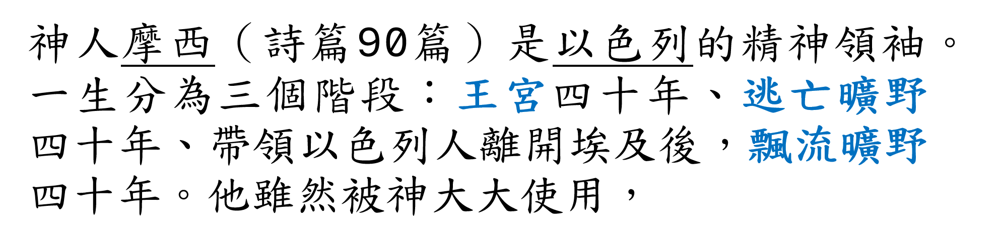 神人摩西（詩篇90篇）是以色列的精神領袖。
一生分為三個階段：王宮四十年、逃亡曠野
四十年、帶領以色列人離開埃及後，飄流曠野
四十年。他雖然被神大大使用，